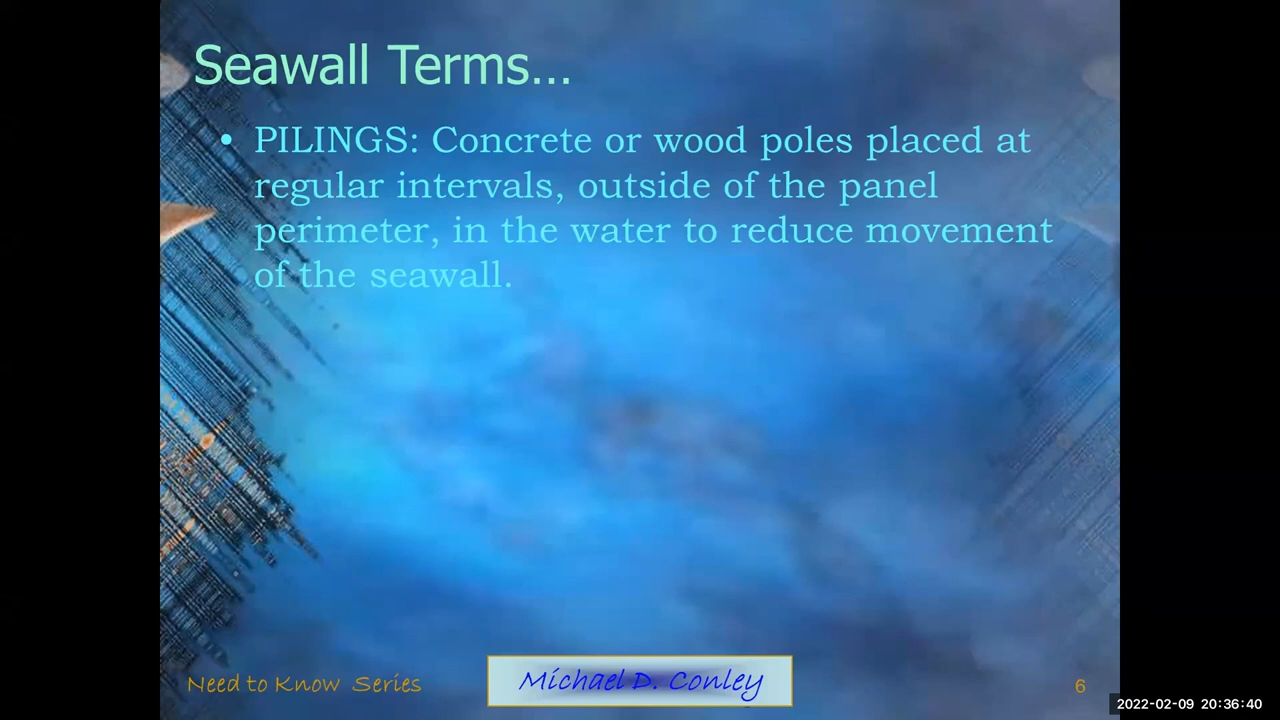 Seawall Terms...
• PILINGS: Concrete or wood poles placed at
regular intervals, outside of the panel
perimeter, in the water to reduce movement
of the seawall.
Need to Know Series
Michael D. Conley
6
2022-02-09 20:36:40